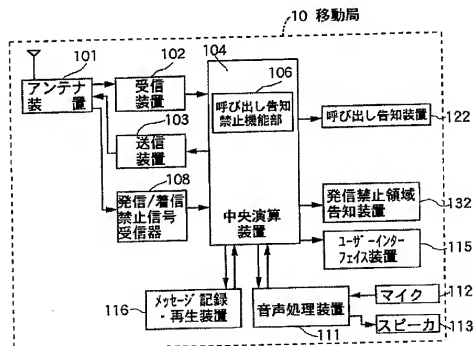 10 移動局
101
アンテナ
装置
102
受信
装置
103
送信
装置
104
106
呼び出し告知
禁止機能部
中央演算
装置
108
発信/着信
禁止信号
受信器
呼び出し告知装置
122
発信禁止領域
告知装置
132
ユーザーインター
フェイス装置
115
116
メッセージ記録
・再生装置
音声処理装置
111
マイク
112
スピーカ
113